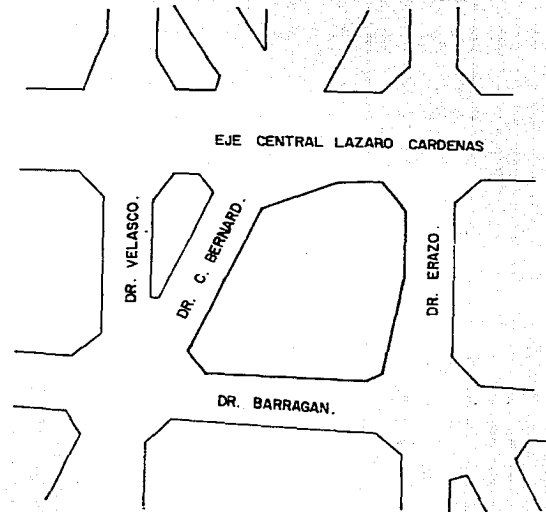 EJE CENTRAL LAZARO CARDENAS
DR. VELASCO.
DR. C. BERNARD.
DR. ERAZO.
DR. BARRAGAN.